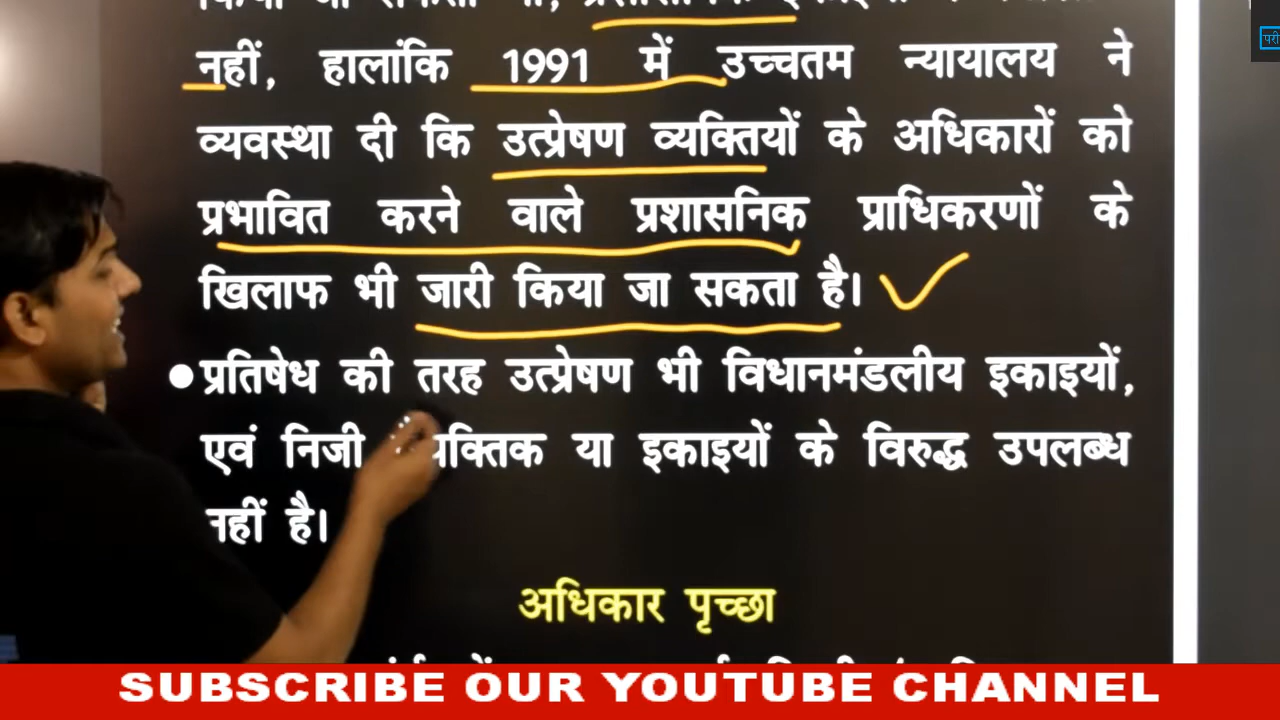 नहीं, हालांकि 1991 में उच्चतम न्यायालय ने
व्यवस्था दी कि उत्प्रेषण व्यक्तियों के अधिकारों को
प्रभावित करने वाले प्रशासनिक प्राधिकरणों के
खिलाफ भी जारी किया जा सकता है।
प्रतिषेध की तरह उत्प्रेषण भी विधानमंडलीय इकाइयों,
एवं निजी या इकाइयों के विरुद्ध उपलब्ध
नहीं है।
अधिकार पृच्छा
SUBSCRIBE OUR YOUTUBE CHANNEL